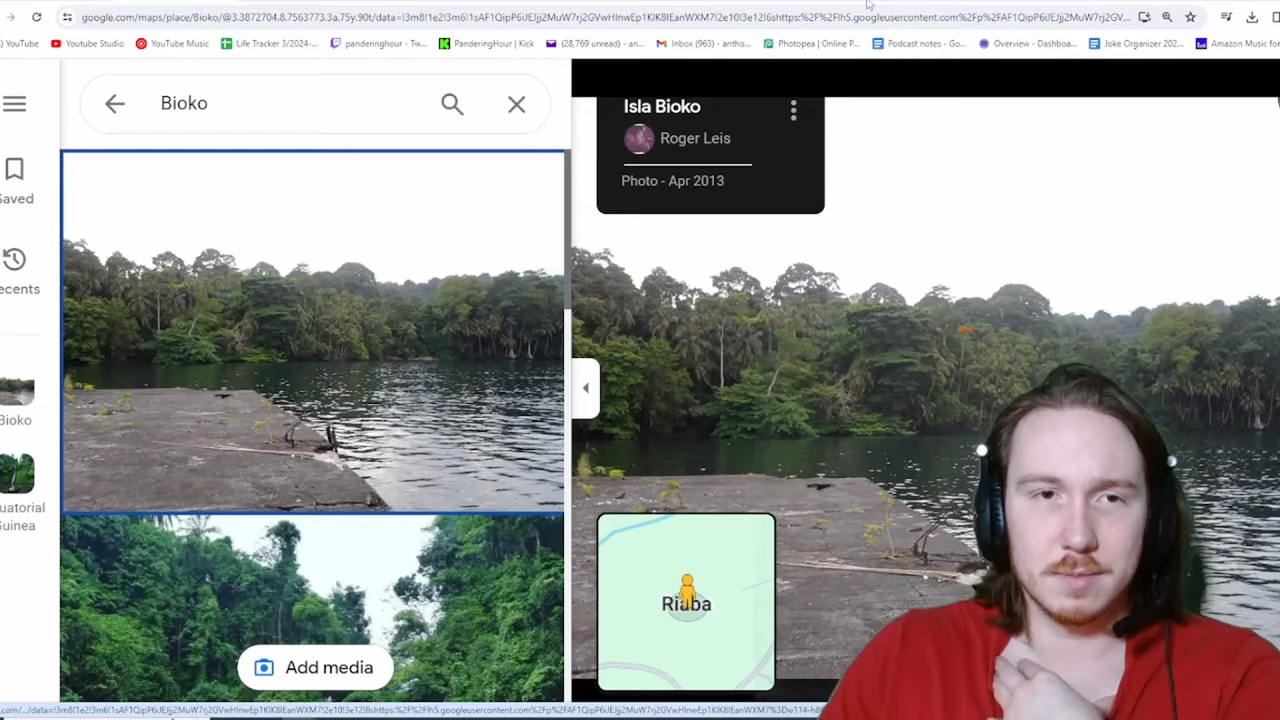 google.com/maps/place/Bioko/@3.3872704,8.7563773,3a,75y,90t/data=!3m8!1e2!3m6!1sAF1QipP6UEJjj2MuW7rj2GVwHlnwEp1KlK8IEanWXM7!2e10!3e12!6shttps:%2F%2Flh5.googleusercontent.com%2Fp%2FAF1QipP6UEJjj2MuW7rj2GV...
YouTube
YouTube Studio
YouTube Music
Life Tracker 3/2024-...
panderinghour - Twi...
PanderingHour | Kick
(28,769 unread) - an...
Inbox (963) - antho...
Photopea | Online P...
Podcast notes - Go...
Overview - Dashboa...
Joke Organizer 202...
Amazon Music for
Bioko
Saved
ecents
Bioko
uatorial
Guinea
Add media
Isla Bioko
Roger Leis
Photo - Apr 2013
Riaba